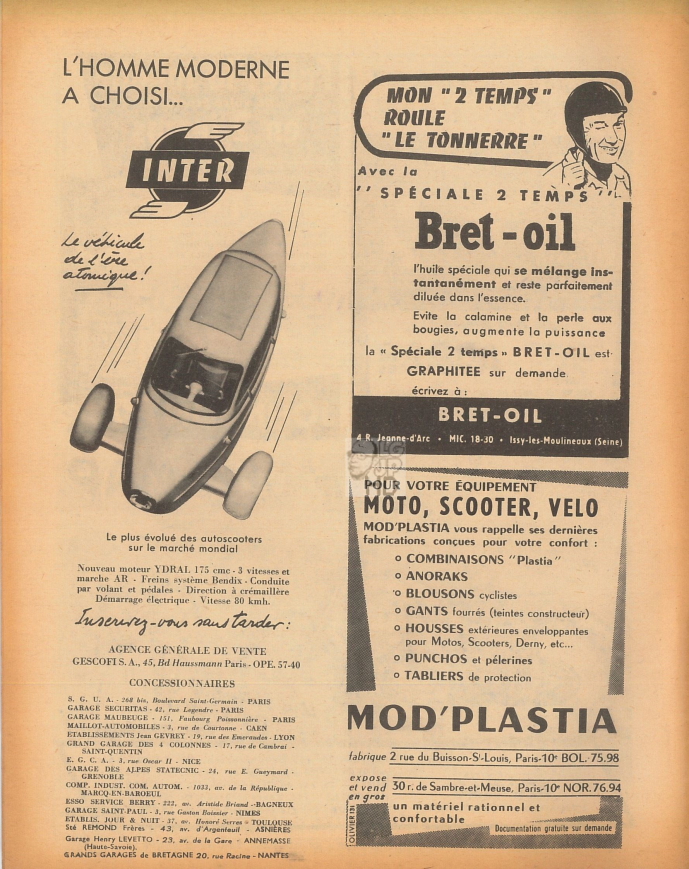 L'HOMME MODERNE
A CHOISI...
INTER
Le véhicule
de l'ère
atomique !
Le plus évolué des autoscooters
sur le marché mondial
Nouveau moteur YDRAL 175 cmc - 3 vitesses et
marche AR - Freins système Bendix - Conduite
par volant et pédales - Direction à crémaillère
Démarrage électrique - Vitesse 80 kmh.
Inscrivez-vous sans tarder :
AGENCE GÉNÉRALE DE VENTE
GESCOFI S.A., 45, Bd Haussmann Paris - OPE. 57-40
CONCESSIONNAIRES
S. G. U. A. - 268 bis, Boulevard Saint-Germain - PARIS
GARAGE SECURITAS - 42, rue Legendre - PARIS
GARAGE MAUBEUGE - 151, Faubourg Poissonnière - PARIS
MAILLOT-AUTOMOBILES - 3, rue de Courtonne - CAEN
ETABLISSEMENTS Jean GEVREY - 19, rue des Emeraudes - LYON
GRAND GARAGE DES 4 COLONNES - 17, rue de Cambrai -
SAINT-QUENTIN
E. G. C. A. - 3, rue Oscar II - NICE
GARAGE DES ALPES STATECNIC - 24, rue E. Gueymard -
GRENOBLE
COMP. INDUST. COM. AUTOM. - 1033, av. de la République -
MARCQ-EN-BAROEUL
ESSO SERVICE BERRY - 222, av. Aristide Briand - BAGNEUX
GARAGE SAINT-PAUL - 3, rue Gaston Boissier - NIMES
ETABLIS. JOUR & NUIT - 37, av. Honoré Serres - TOULOUSE
Sté REMOND Frères - 43, av. d'Argenteuil - ASNIÈRES
Garage Henry LEVETTO - 23, av. de la Gare - ANNEMASSE
(Haute-Savoie).
GRANDS GARAGES de BRETAGNE 20, rue Racine - NANTES
MON "2 TEMPS"
ROULE
"LE TONNERRE"
Avec la
"SPÉCIALE 2 TEMPS"
Bret-oil
l'huile spéciale qui se mélange ins-
tantanément et reste parfaitement
diluée dans l'essence.
Evite la calamine et la perle aux
bougies, augmente la puissance
la « Spéciale 2 temps » BRET-OIL est
GRAPHITEE sur demande
écrivez à :
BRET-OIL
4 R. Jeanne-d'Arc • MIC. 18-30 • Issy-les-Moulineaux (Seine)
POUR VOTRE ÉQUIPEMENT
MOTO, SCOOTER, VELO
MOD'PLASTIA vous rappelle ses dernières
fabrications conçues pour votre confort :
o COMBINAISONS "Plastia"
o ANORAKS
o BLOUSONS cyclistes
o GANTS fourrés (teintes constructeur)
o HOUSSES extérieures enveloppantes
pour Motos, Scooters, Derny, etc...
o PUNCHOS et pélerines
o TABLIERS de protection
MOD'PLASTIA
fabrique 2 rue du Buisson-St-Louis, Paris-10e BOL. 75.98
expose
et vend
en gros
30 r. de Sambre-et-Meuse, Paris-10e NOR. 76.94
un matériel rationnel et
confortable
Documentation gratuite sur demande